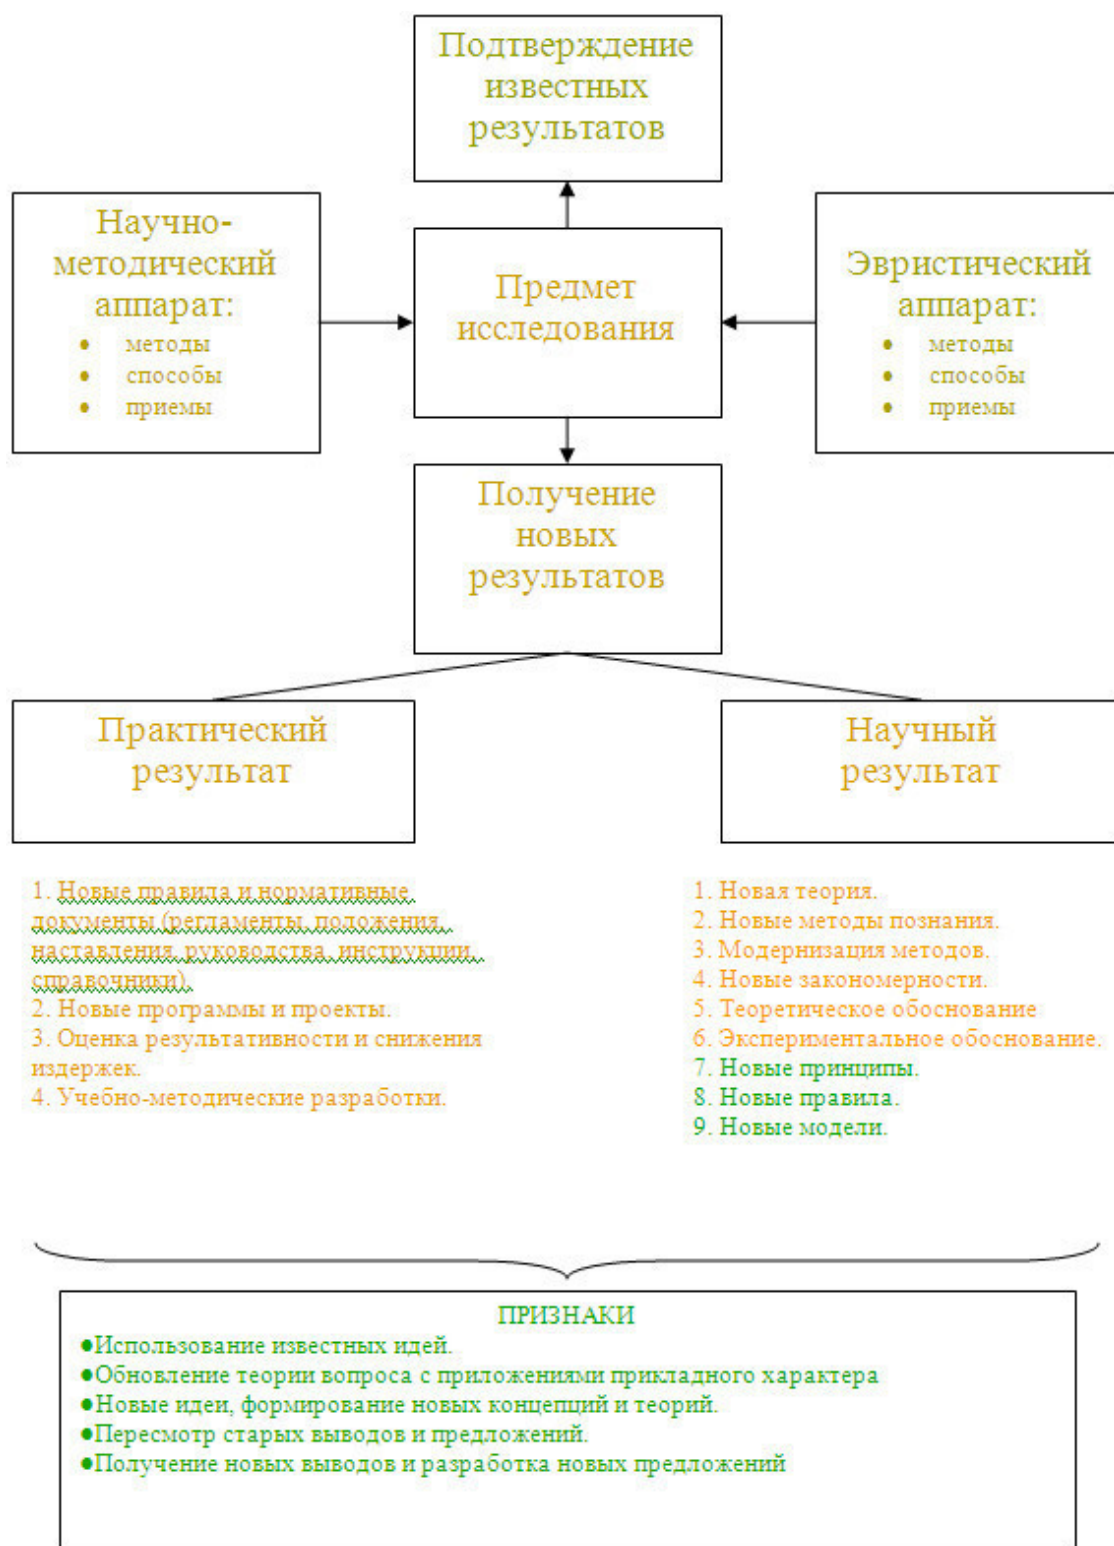 Подтверждение
известных
результатов
Научно-
методический
аппарат:
• методы
• способы
• приемы
Предмет
исследования
Эвристический
аппарат:
• методы
• способы
• приемы
Получение
новых
результатов
Практический
результат
Научный
результат
1. Новые правила и нормативные
документы (регламенты, положения,
наставления, руководства, инструкции,
справочники).
2. Новые программы и проекты.
3. Оценка результативности и снижения
издержек.
4. Учебно-методические разработки.
1. Новая теория.
2. Новые методы познания.
3. Модернизация методов.
4. Новые закономерности.
5. Теоретическое обоснование
6. Экспериментальное обоснование.
7. Новые принципы.
8. Новые правила.
9. Новые модели.
ПРИЗНАКИ
●Использование известных идей.
●Обновление теории вопроса с приложениями прикладного характера
●Новые идеи, формирование новых концепций и теорий.
●Пересмотр старых выводов и предложений.
●Получение новых выводов и разработка новых предложений